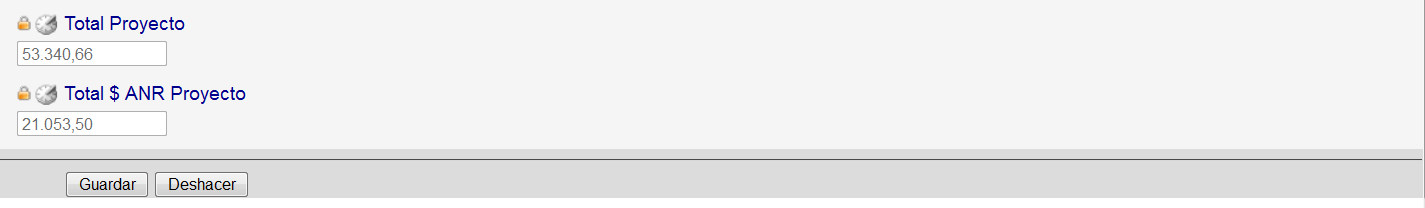 Total Proyecto
53.340,66
Total $ ANR Proyecto
21.053,50
Guardar Deshacer